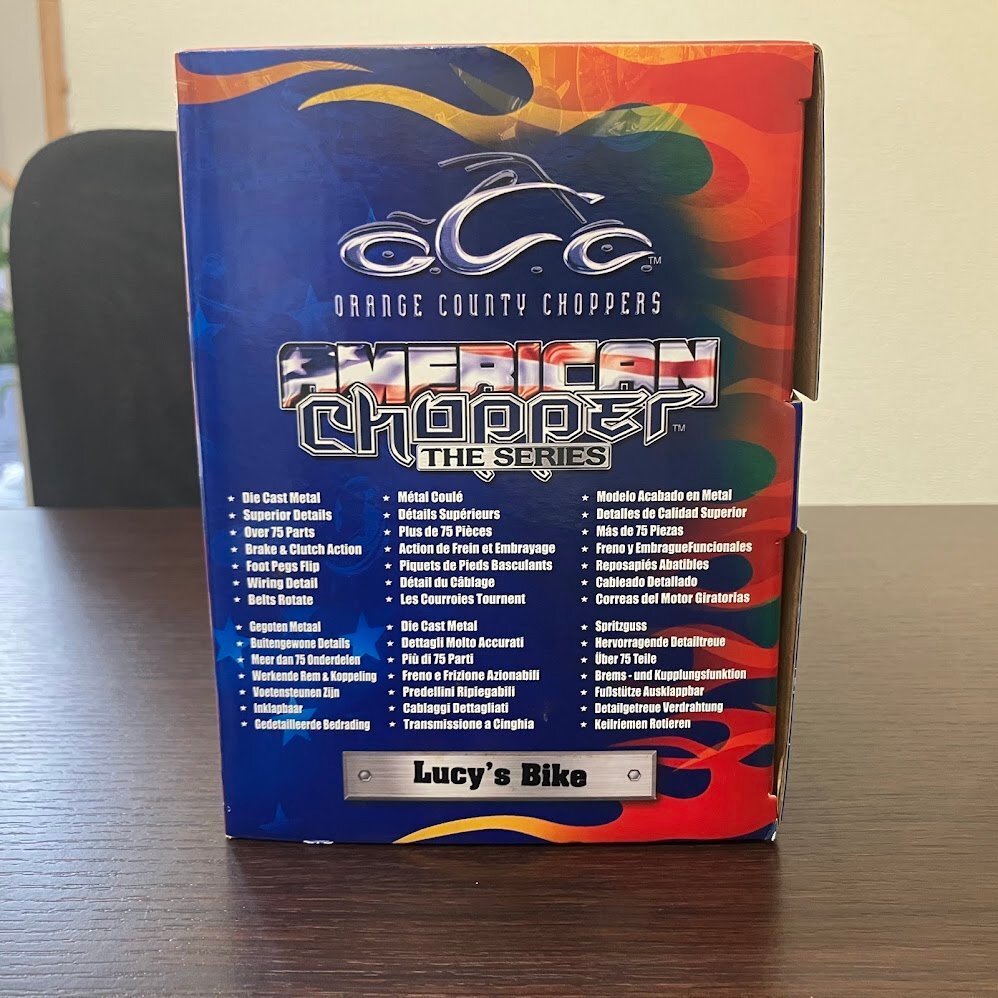 O.C.C.™
ORANGE COUNTY CHOPPERS
AMERICAN
Chopper™
THE SERIES
★ Die Cast Metal
★ Superior Details
★ Over 75 Parts
★ Brake & Clutch Action
★ Foot Pegs Flip
★ Wiring Detail
★ Belts Rotate
★ Métal Coulé
★ Détails Supérieurs
★ Plus de 75 Pièces
★ Action de Frein et Embrayage
★ Piquets de Pieds Basculants
★ Détail du Câblage
★ Les Courroies Tournent
★ Modelo Acabado en Metal
★ Detalles de Calidad Superior
★ Más de 75 Piezas
★ Freno y EmbragueFuncionales
★ Reposapiés Abatibles
★ Cableado Detallado
★ Correas del Motor Giratorias
★ Gegoten Metaal
★ Buitengewone Details
★ Meer dan 75 Onderdelen
★ Werkende Rem & Koppeling
★ Voetensteunen Zijn
★ Inklapbaar
★ Gedetailleerde Bedrading
★ Die Cast Metal
★ Dettagli Molto Accurati
★ Più di 75 Parti
★ Freno e Frizione Azionabili
★ Predellini Ripiegabili
★ Cablaggi Dettagliati
★ Transmissione a Cinghia
★ Spritzguss
★ Hervorragende Detailtreue
★ Über 75 Teile
★ Brems - und Kupplungsfunktion
★ Fußstütze Ausklappbar
★ Detailgetreue Verdrahtung
★ Keilriemen Rotieren
Lucy's Bike